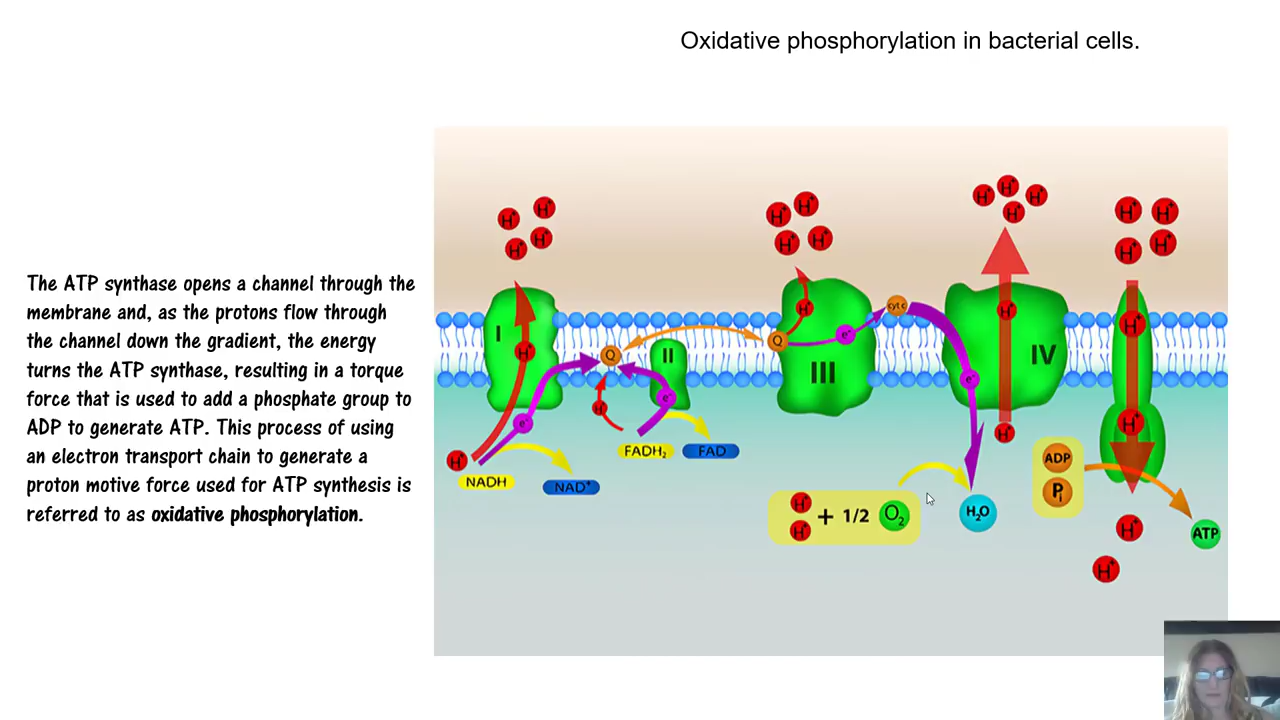 Oxidative phosphorylation in bacterial cells.
The ATP synthase opens a channel through the
membrane and, as the protons flow through
the channel down the gradient, the energy
turns the ATP synthase, resulting in a torque
force that is used to add a phosphate group to
ADP to generate ATP. This process of using
an electron transport chain to generate a
proton motive force used for ATP synthesis is
referred to as oxidative phosphorylation.
H⁺ H⁺ H⁺ H⁺
H⁺ H⁺ H⁺ H⁺
H⁺ H⁺ H⁺ H⁺
H⁺ H⁺ H⁺ H⁺
I
H⁺
Q
II
H⁺
e⁻
e⁻
H⁺
NADH
NAD⁺
FADH₂
FAD
Q
H⁺
e⁻
cyt c
III
e⁻
H⁺
IV
H⁺
H⁺
H⁺
H⁺
H⁺
+ 1/2 O₂
H₂O
ADP
Pi
ATP
H⁺
H⁺